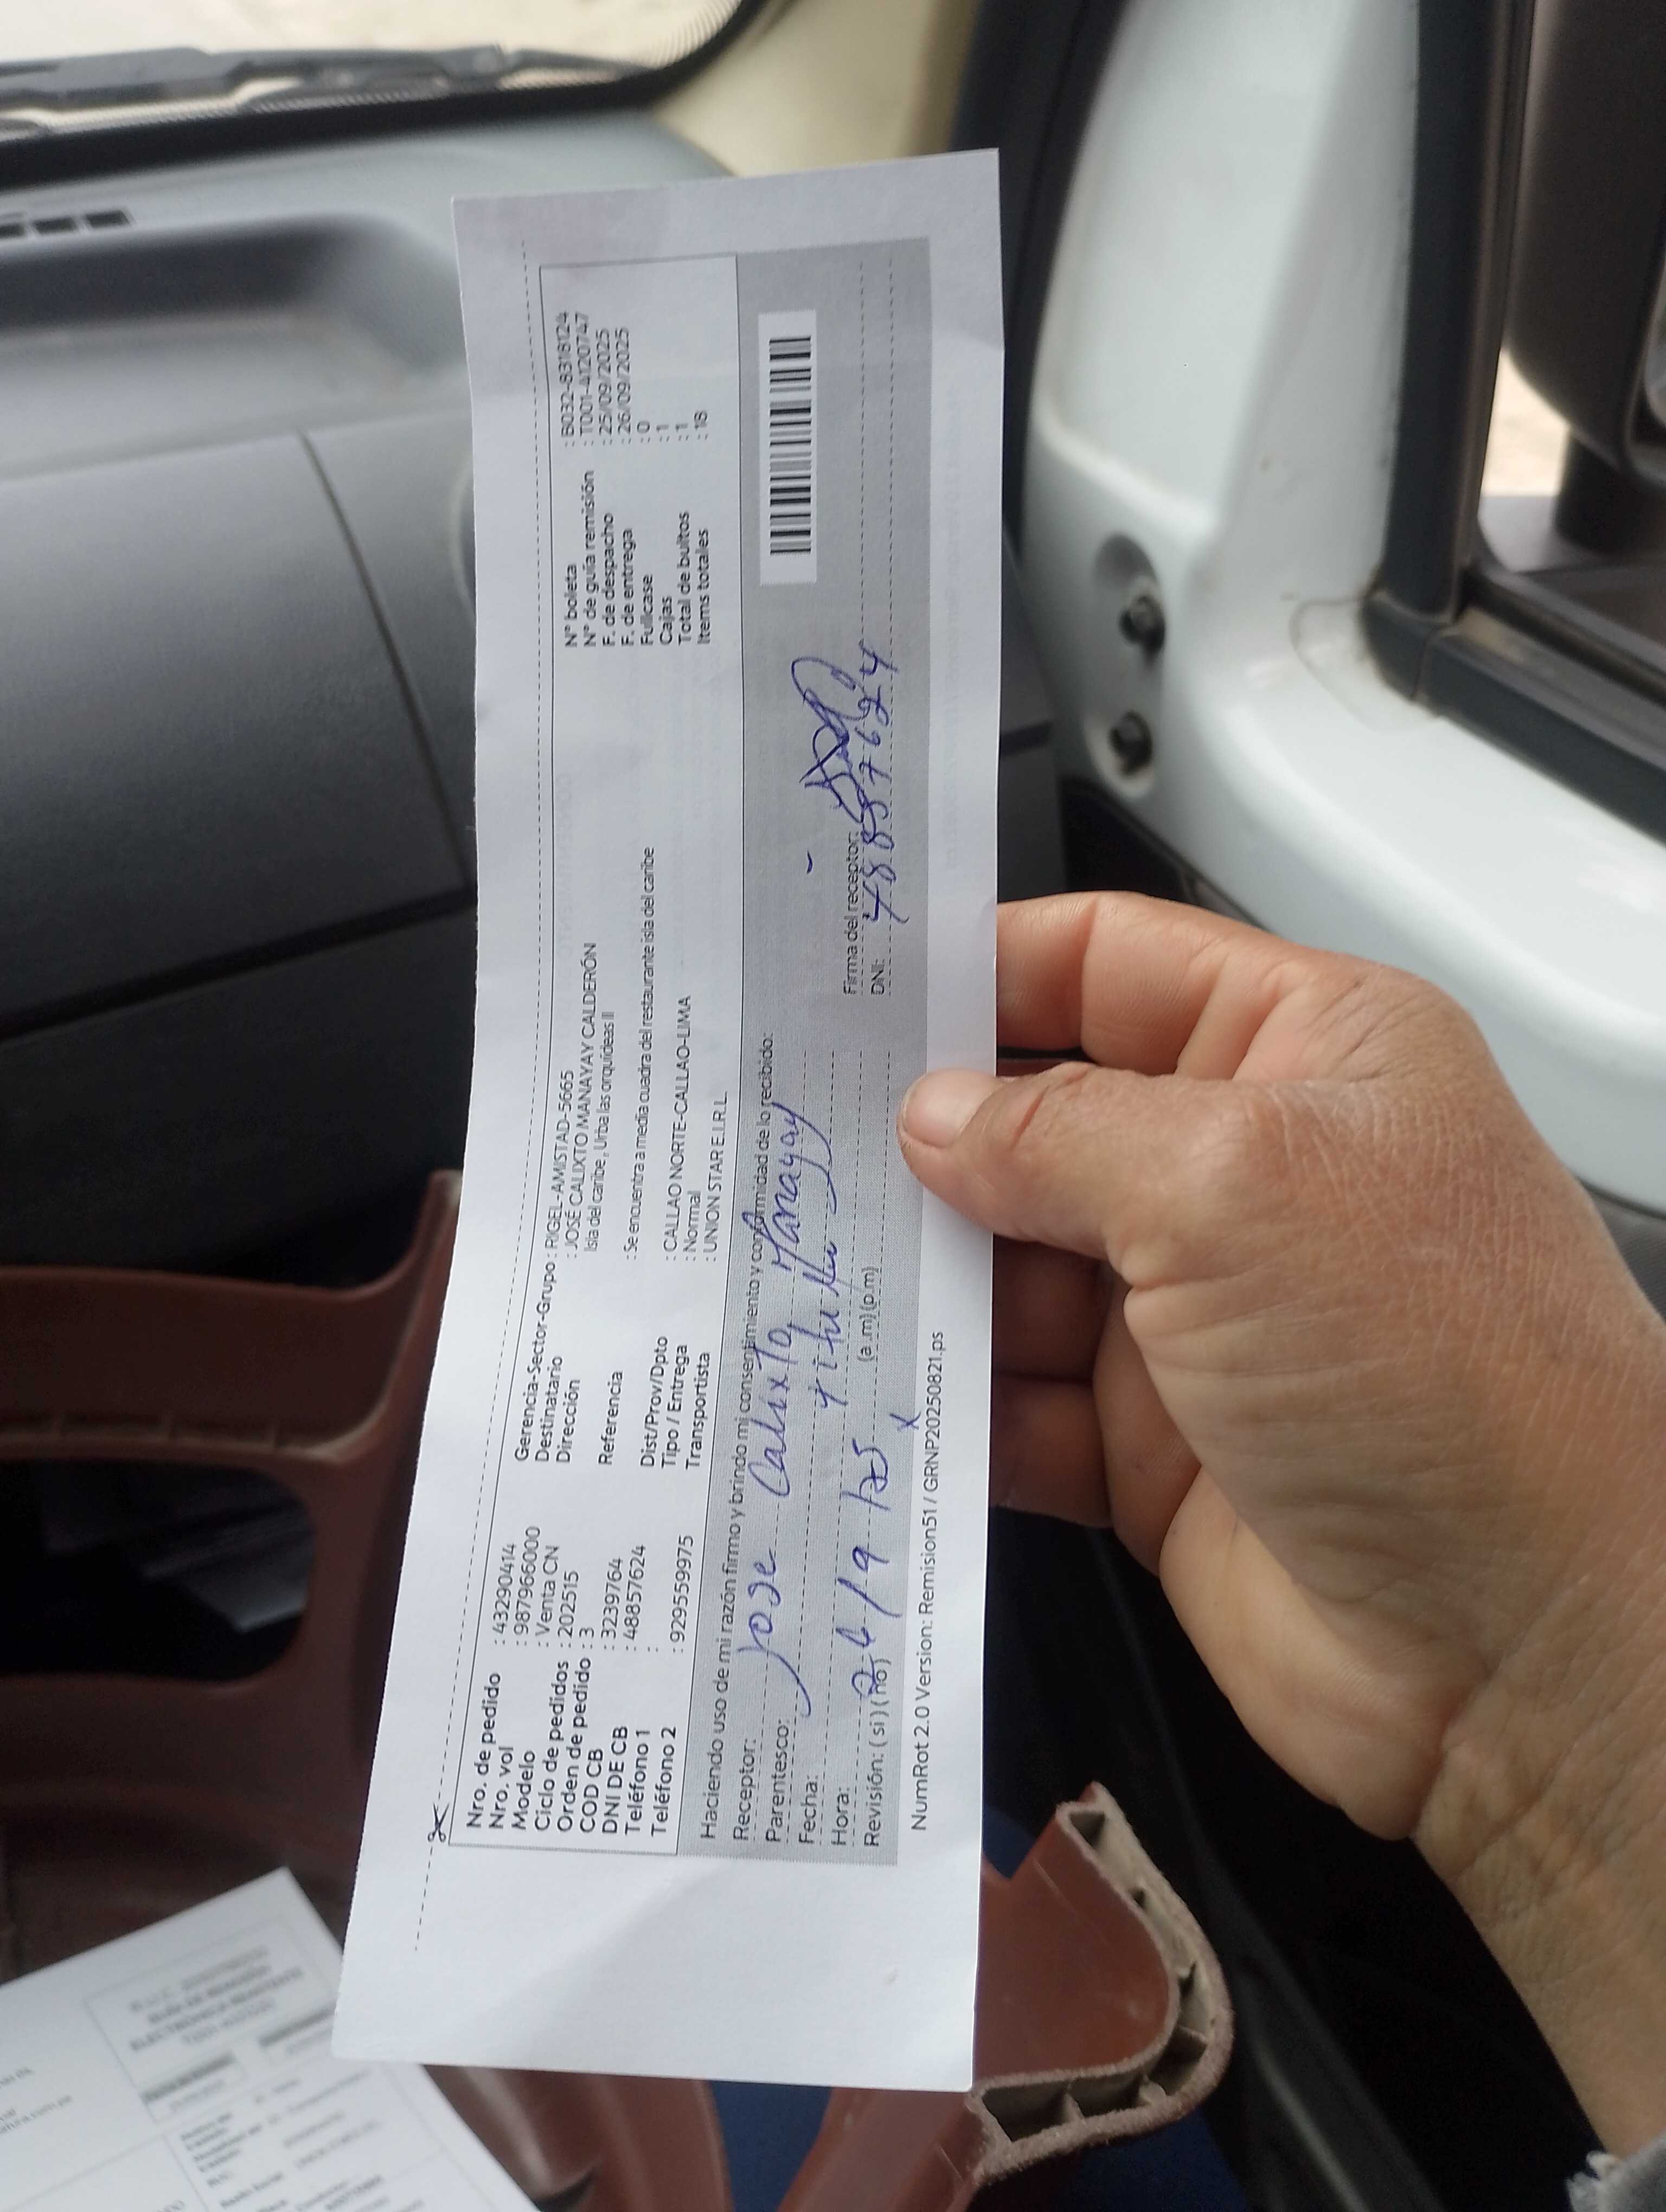 Nro. de pedido : 43290414
Nro. vol : 987966000
Modelo : Venta CN
Ciclo de pedidos : 202515
Orden de pedido : 3
COD CB : 3239764
DNI DE CB : 48857624
Teléfono 1 :
Teléfono 2 : 929559975
Gerencia-Sector-Grupo : RIGEL-AMISTAD-5665
Destinatario : JOSÉ CALIXTO MANAYAY CALDERÓN
Dirección Isla del caribe , Urba las orquídeas II
Referencia : Se encuentra a media cuadra del restaurante isla del caribe
Dist/Prov/Dpto : CALLAO NORTE-CALLAO-LIMA
Tipo / Entrega : Normal
Transportista : UNION STAR E.I.R.L.
N° boleta : B032-8318124
N° de guía remisión : T001-4120747
F. de despacho : 25/09/2025
F. de entrega : 26/09/2025
Fullcase : 0
Cajas : 1
Total de bultos : 1
Items totales : 18
Haciendo uso de mi razón firmo y brindo mi consentimiento y conformidad de lo recibido:
Receptor: Jose Calixto Manayay
Parentesco: titular
Fecha:
Hora: 24/9/25 (a.m) (p.m)
Revisión: ( si ) ( no ) x
Firma del receptor:
DNI: 48857624
NumRot 2.0 Version: Remision51 / GRNP20250821.ps